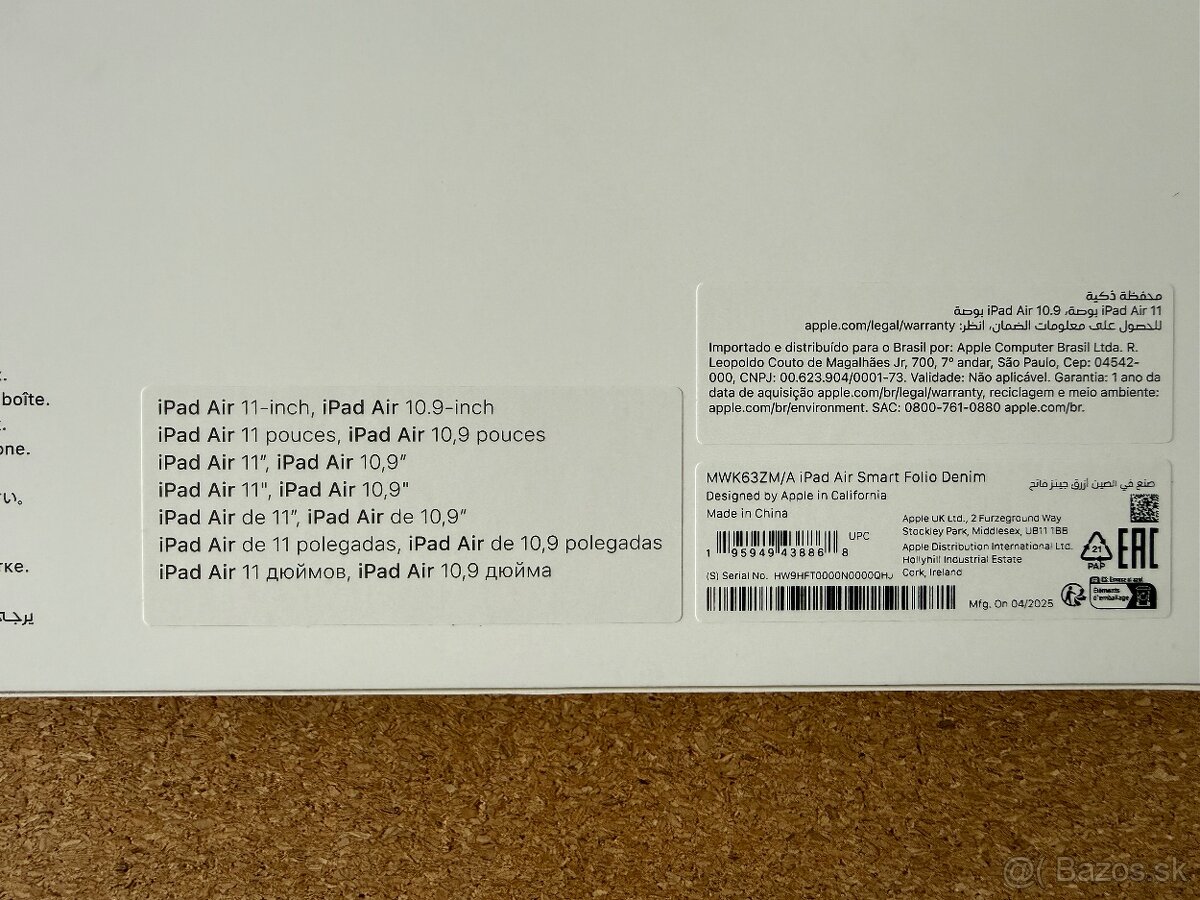 boîte.
one.
い。
тке.
يرجى
iPad Air 11-inch, iPad Air 10.9-inch
iPad Air 11 pouces, iPad Air 10,9 pouces
iPad Air 11″, iPad Air 10,9″
iPad Air 11", iPad Air 10,9"
iPad Air de 11”, iPad Air de 10,9”
iPad Air de 11 polegadas, iPad Air de 10,9 polegadas
iPad Air 11 дюймов, iPad Air 10,9 дюйма
محفظة ذكية
iPad Air 11 بوصة، iPad Air 10.9 بوصة
للحصول على معلومات الضمان، انظر: apple.com/legal/warranty
Importado e distribuído para o Brasil por: Apple Computer Brasil Ltda. R.
Leopoldo Couto de Magalhães Jr, 700, 7º andar, São Paulo, Cep: 04542-
000, CNPJ: 00.623.904/0001-73. Validade: Não aplicável. Garantia: 1 ano da
data de aquisição apple.com/br/legal/warranty, reciclagem e meio ambiente:
apple.com/br/environment. SAC: 0800-761-0880 apple.com/br.
MWK63ZM/A iPad Air Smart Folio Denim
صنع في الصين أزرق جينز فاتح
Designed by Apple in California
Made in China
Apple UK Ltd., 2 Furzeground Way
Stockley Park, Middlesex, UB11 1BB
Apple Distribution International Ltd.
Hollyhill Industrial Estate
Cork, Ireland
UPC
1 95949 43886 8
(S) Serial No. HW9HFT0000N0000QHJ
Mfg. On 04/2025
21
PAP
EAC
Éléments
d'emballage
@( Bazos.sk